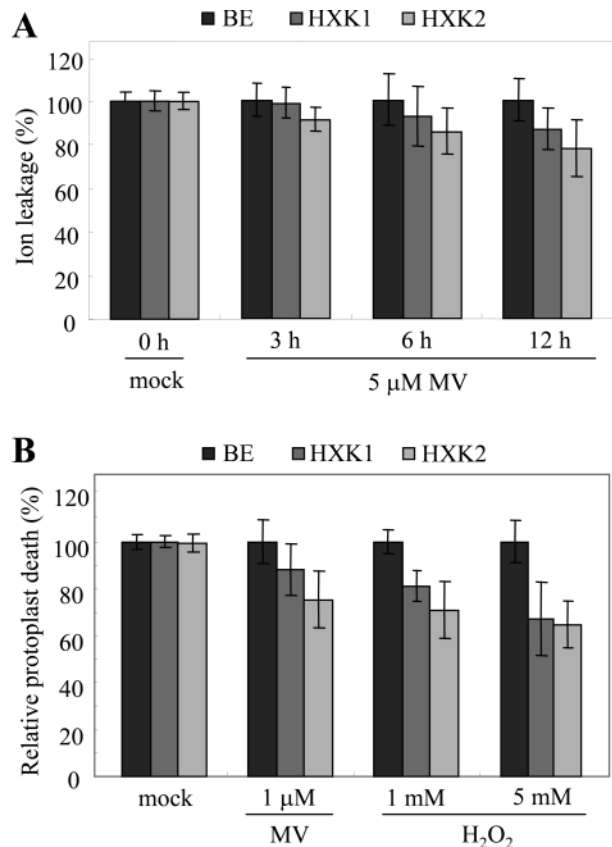 A
BE HXK1 HXK2
Ion leakage (%)
120
100
80
60
40
20
0
0 h 3 h 6 h 12 h
mock 5 μM MV
B
BE HXK1 HXK2
Relative protoplast death (%)
120
100
80
60
40
20
0
mock 1 μM 1 mM 5 mM
MV H₂O₂